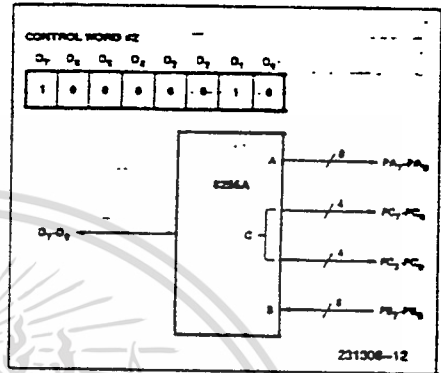 CONTROL WORD #2
D₇ D₆ D₅ D₄ D₃ D₂ D₁ D₀
1 0 0 0 0 0 1 0
A 8 PA₇-PA₀
8255A
4 PC₇-PC₄
D₇-D₀ C
4 PC₃-PC₀
B 8 PB₇-PB₀
231308-12